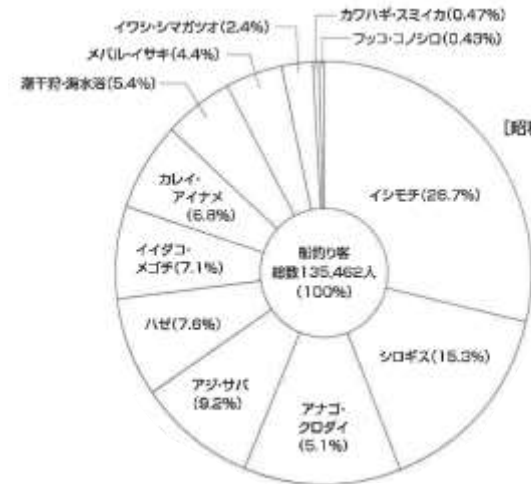 カワハギ・スミイカ(0.47%)
フッコ・コノシロ(0.43%)
イワシ・シマガツオ(2.4%)
メバル・イサキ(4.4%)
潮干狩・海水浴(5.4%)
[昭
イシモチ(26.7%)
カレイ・
アイナメ
(6.8%)
船釣り客
総数135,462人
(100%)
イイダコ・
メゴチ(7.1%)
ハゼ(7.6%)
シロギス(15.3%)
アジ・サバ
(9.2%)
アナゴ・
クロダイ
(5.1%)